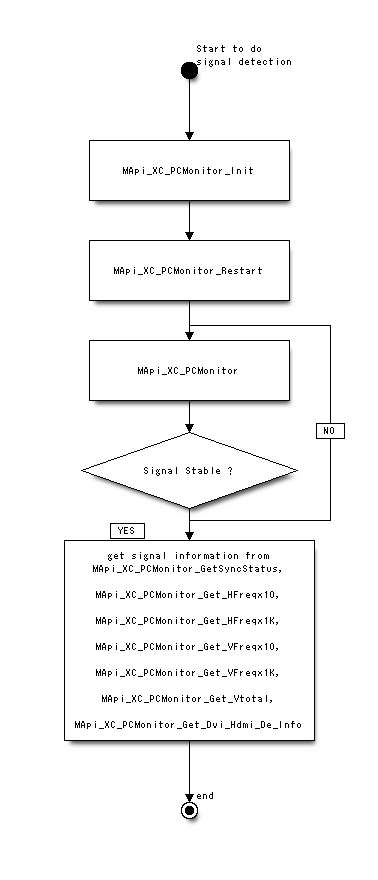 Start to do
signal detection
MApi_XC_PCMonitor_Init
MApi_XC_PCMonitor_Restart
MApi_XC_PCMonitor
NO
Signal Stable ?
YES
get signal information from
MApi_XC_PCMonitor_GetSyncStatus,
MApi_XC_PCMonitor_Get_HFreqx10,
MApi_XC_PCMonitor_Get_HFreqx1K,
MApi_XC_PCMonitor_Get_VFreqx10,
MApi_XC_PCMonitor_Get_VFreqx1K,
MApi_XC_PCMonitor_Get_Vtotal,
MApi_XC_PCMonitor_Get_Dvi_Hdmi_De_Info
end